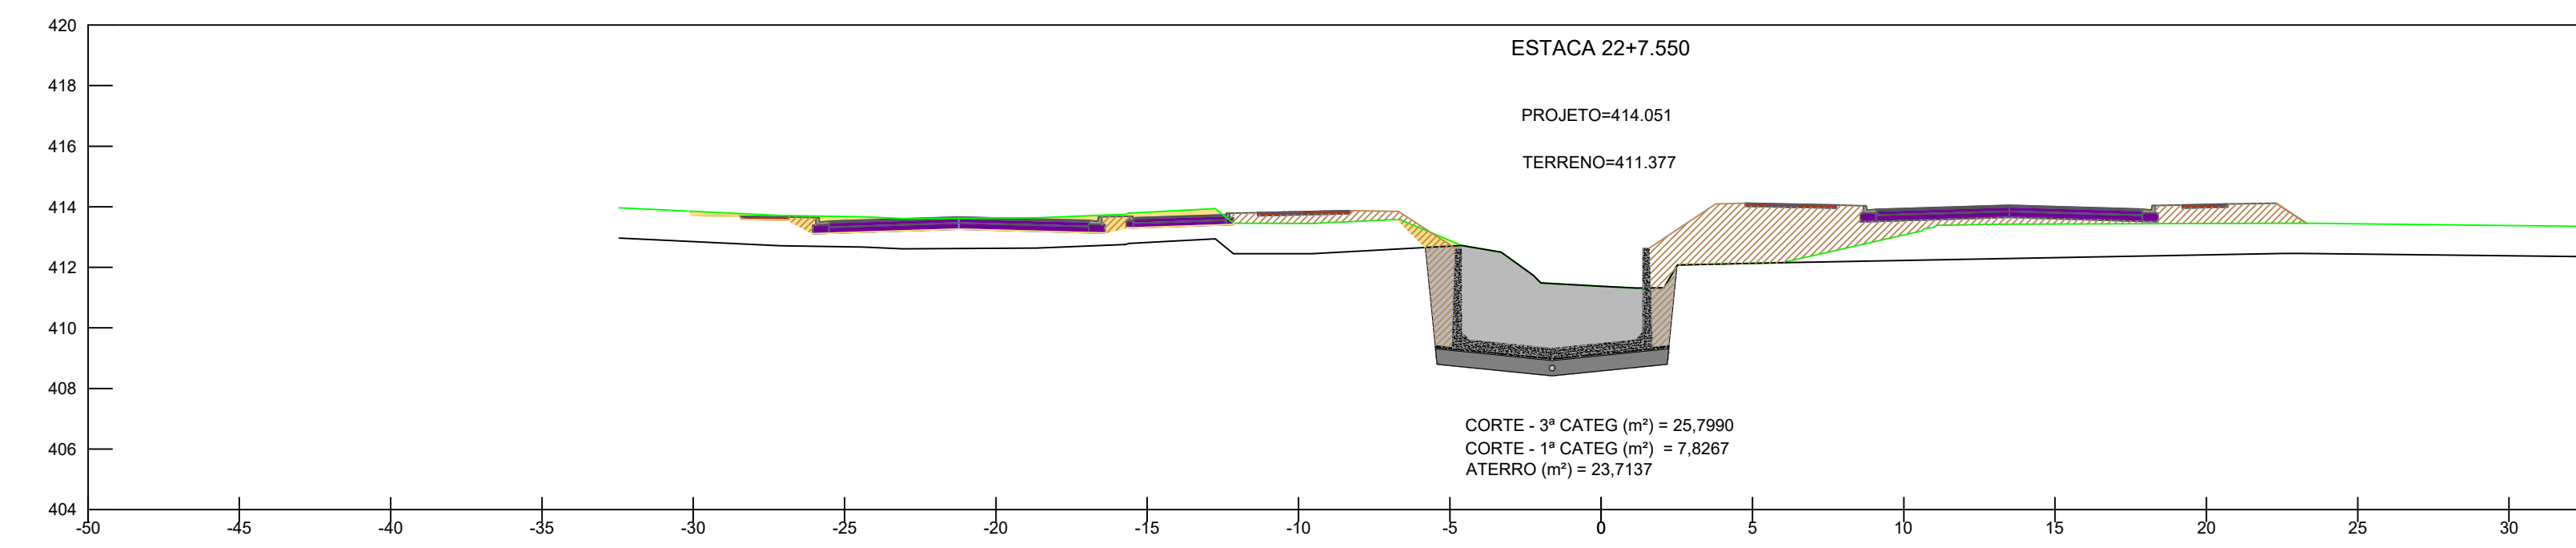 ESTACA 22+7.550
PROJETO=414.051
TERRENO=411.377
420
418
416
414
412
410
408
406
404
CORTE - 3ª CATEG (m²) = 25,7990
CORTE - 1ª CATEG (m²) = 7,8267
ATERRO (m²) = 23,7137
-50 -45 -40 -35 -30 -25 -20 -15 -10 -5 0 5 10 15 20 25 30